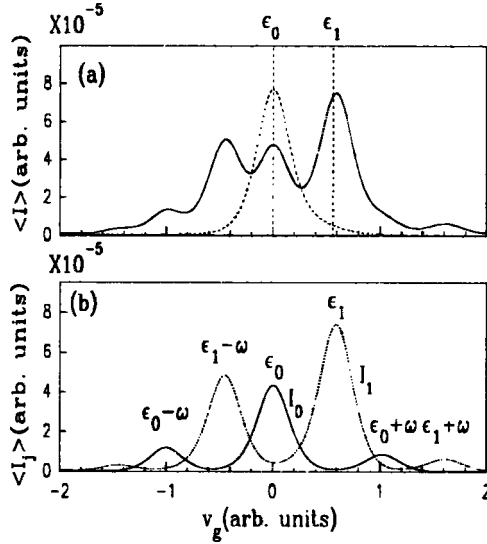 X10⁻⁵ ϵ₀ ϵ₁
(a)
<I>(arb. units)
8
6
4
2
0
X10⁻⁵
(b)
<Iⱼ>(arb. units)
8
6
4
2
0
ϵ₁
ϵ₁−ω
ϵ₀
I₁
ϵ₀−ω
I₀
ϵ₀+ω ϵ₁+ω
−2 −1 0 1 2
v_g(arb. units)